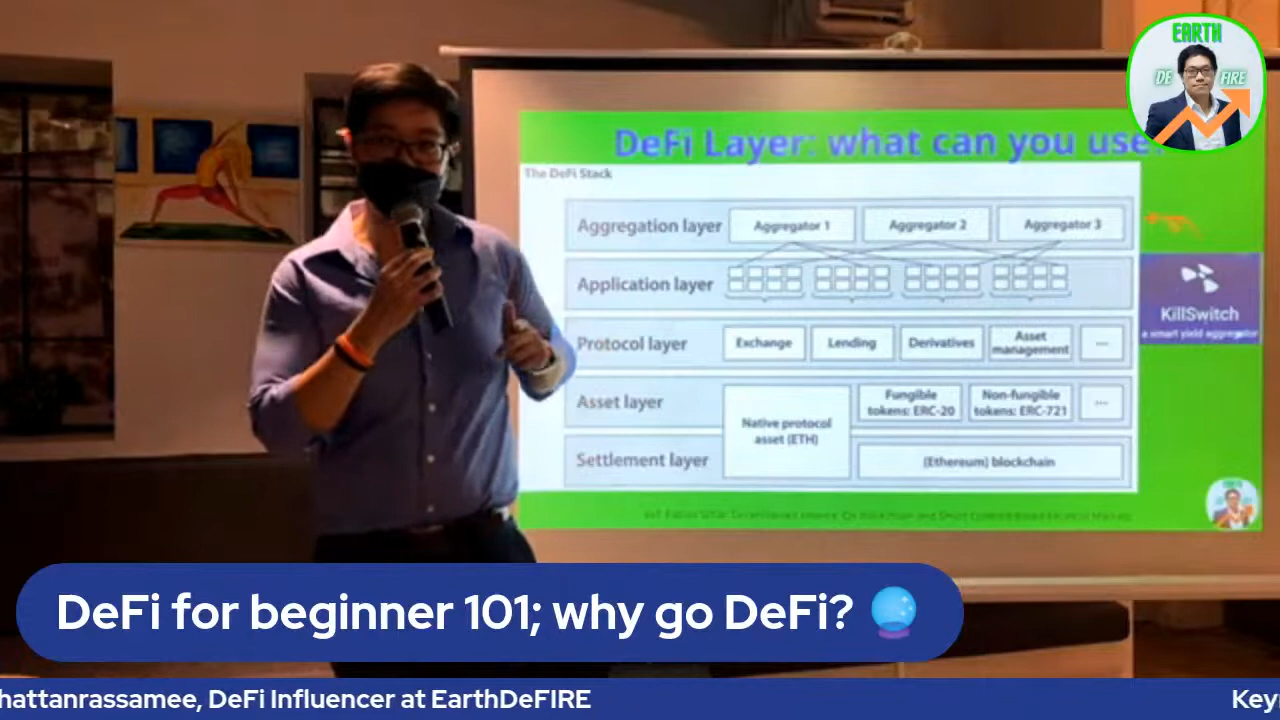 EARTH
DE FIRE
DeFi Layer: what can you use
The DeFi Stack
Aggregation layer
Aggregator 1
Aggregator 2
Aggregator 3
Application layer
KillSwitch
a smart yield aggregator
Protocol layer
Exchange
Lending
Derivatives
Asset
management
...
Asset layer
Native protocol
asset (ETH)
Fungible
tokens: ERC-20
Non-fungible
tokens: ERC-721
...
Settlement layer
(Ethereum) blockchain
DeFi for beginner 101; why go DeFi?
hattanrassamee, DeFi Influencer at EarthDeFIRE
Key